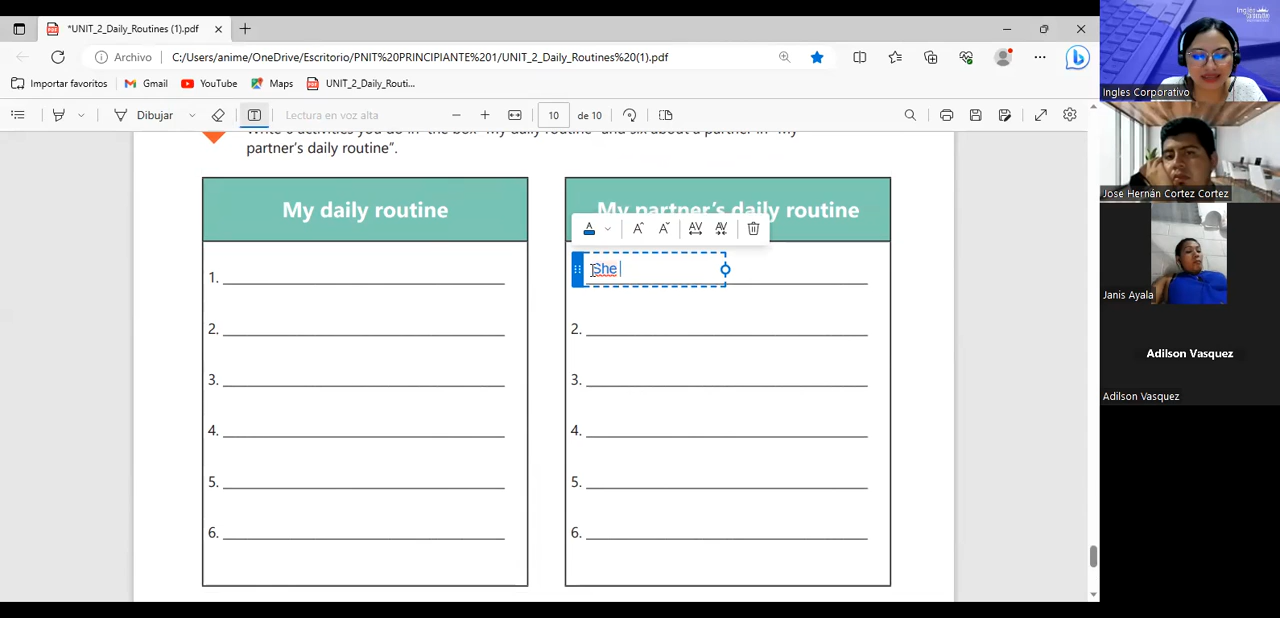 *UNIT_2_Daily_Routines (1).pdf
Archivo
C:/Users/anime/OneDrive/Escritorio/PNIT%20PRINCIPIANTE%201/UNIT_2_Daily_Routines%20(1).pdf
Importar favoritos
Gmail
YouTube
Maps
UNIT_2_Daily_Routi...
Dibujar
Lectura en voz alta
10
de 10
partner's daily routine".
My daily routine
My partner's daily routine
She
1.
2.
2.
3.
3.
4.
4.
5.
5.
6.
6.
Ingles Corporativo
Jose Hernán Cortez Cortez
Janis Ayala
Adilson Vasquez
Adilson Vasquez